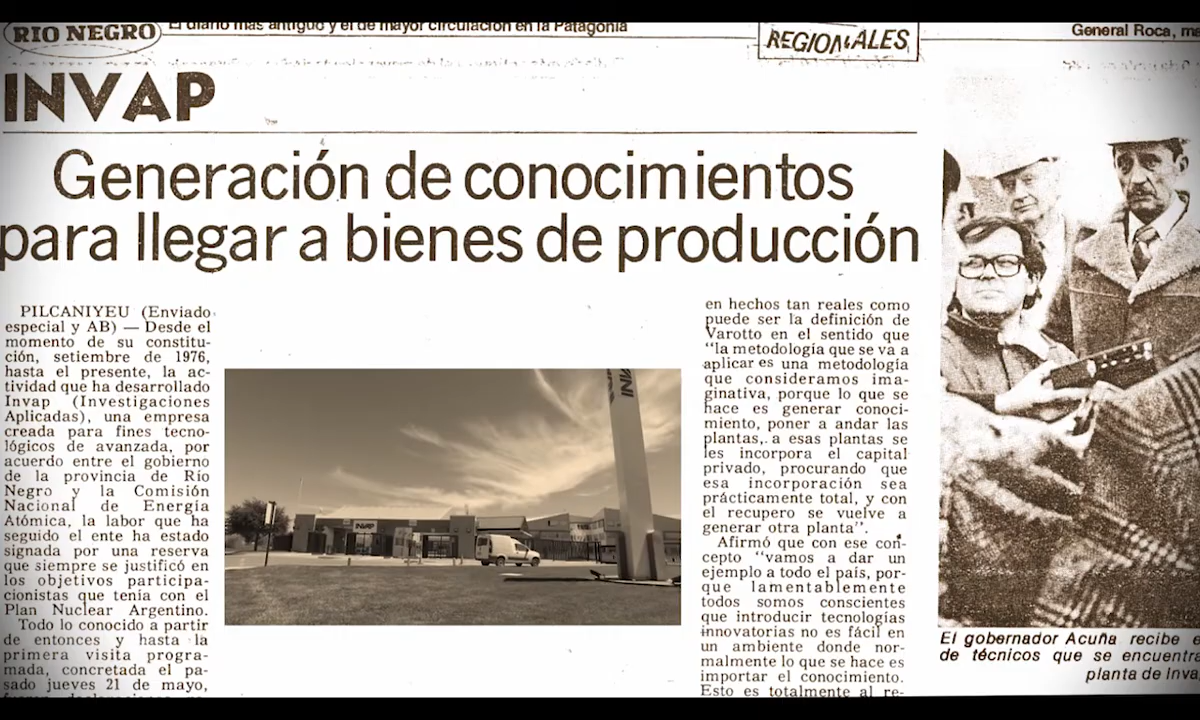 RIO NEGRO
El diario más antiguo y el de mayor circulación en la Patagonia
REGIONALES
General Roca,
INVAP
Generación de conocimientos
para llegar a bienes de producción
PILCANIYEU (Enviado
especial y AB) — Desde el
momento de su constitu-
ción, setiembre de 1976,
hasta el presente, la ac-
tividad que ha desarrollado
Invap (Investigaciones
Aplicadas), una empresa
creada para fines tecno-
lógicos de avanzada, por
acuerdo entre el gobierno
de la provincia de Río
Negro y la Comisión
Nacional de Energía
Atómica, la labor que ha
seguido el ente ha estado
signada por una reserva
que siempre se justificó en
los objetivos participa-
cionistas que tenía con el
Plan Nuclear Argentino.
Todo lo conocido a partir
de entonces y hasta la
primera visita progra-
mada, concretada el pa-
sado jueves 21 de mayo,
INVAP
en hechos tan reales como
puede ser la definición de
Varotto en el sentido que
"la metodología que se va a
aplicar es una metodología
que consideramos ima-
ginativa, porque lo que se
hace es generar conoci-
miento, poner a andar las
plantas, a esas plantas se
les incorpora el capital
privado, procurando que
esa incorporación sea
prácticamente total, y con
el recupero se vuelve a
generar otra planta".
Afirmó que con ese con-
cepto "vamos a dar un
ejemplo a todo el país, por-
que lamentablemente
todos somos conscientes
que introducir tecnologías
innovatorias no es fácil en
un ambiente donde nor-
malmente lo que se hace es
importar el conocimiento.
Esto es totalmente al re-
El gobernador Acuña recibe
de técnicos que se encuentra
planta de Inva